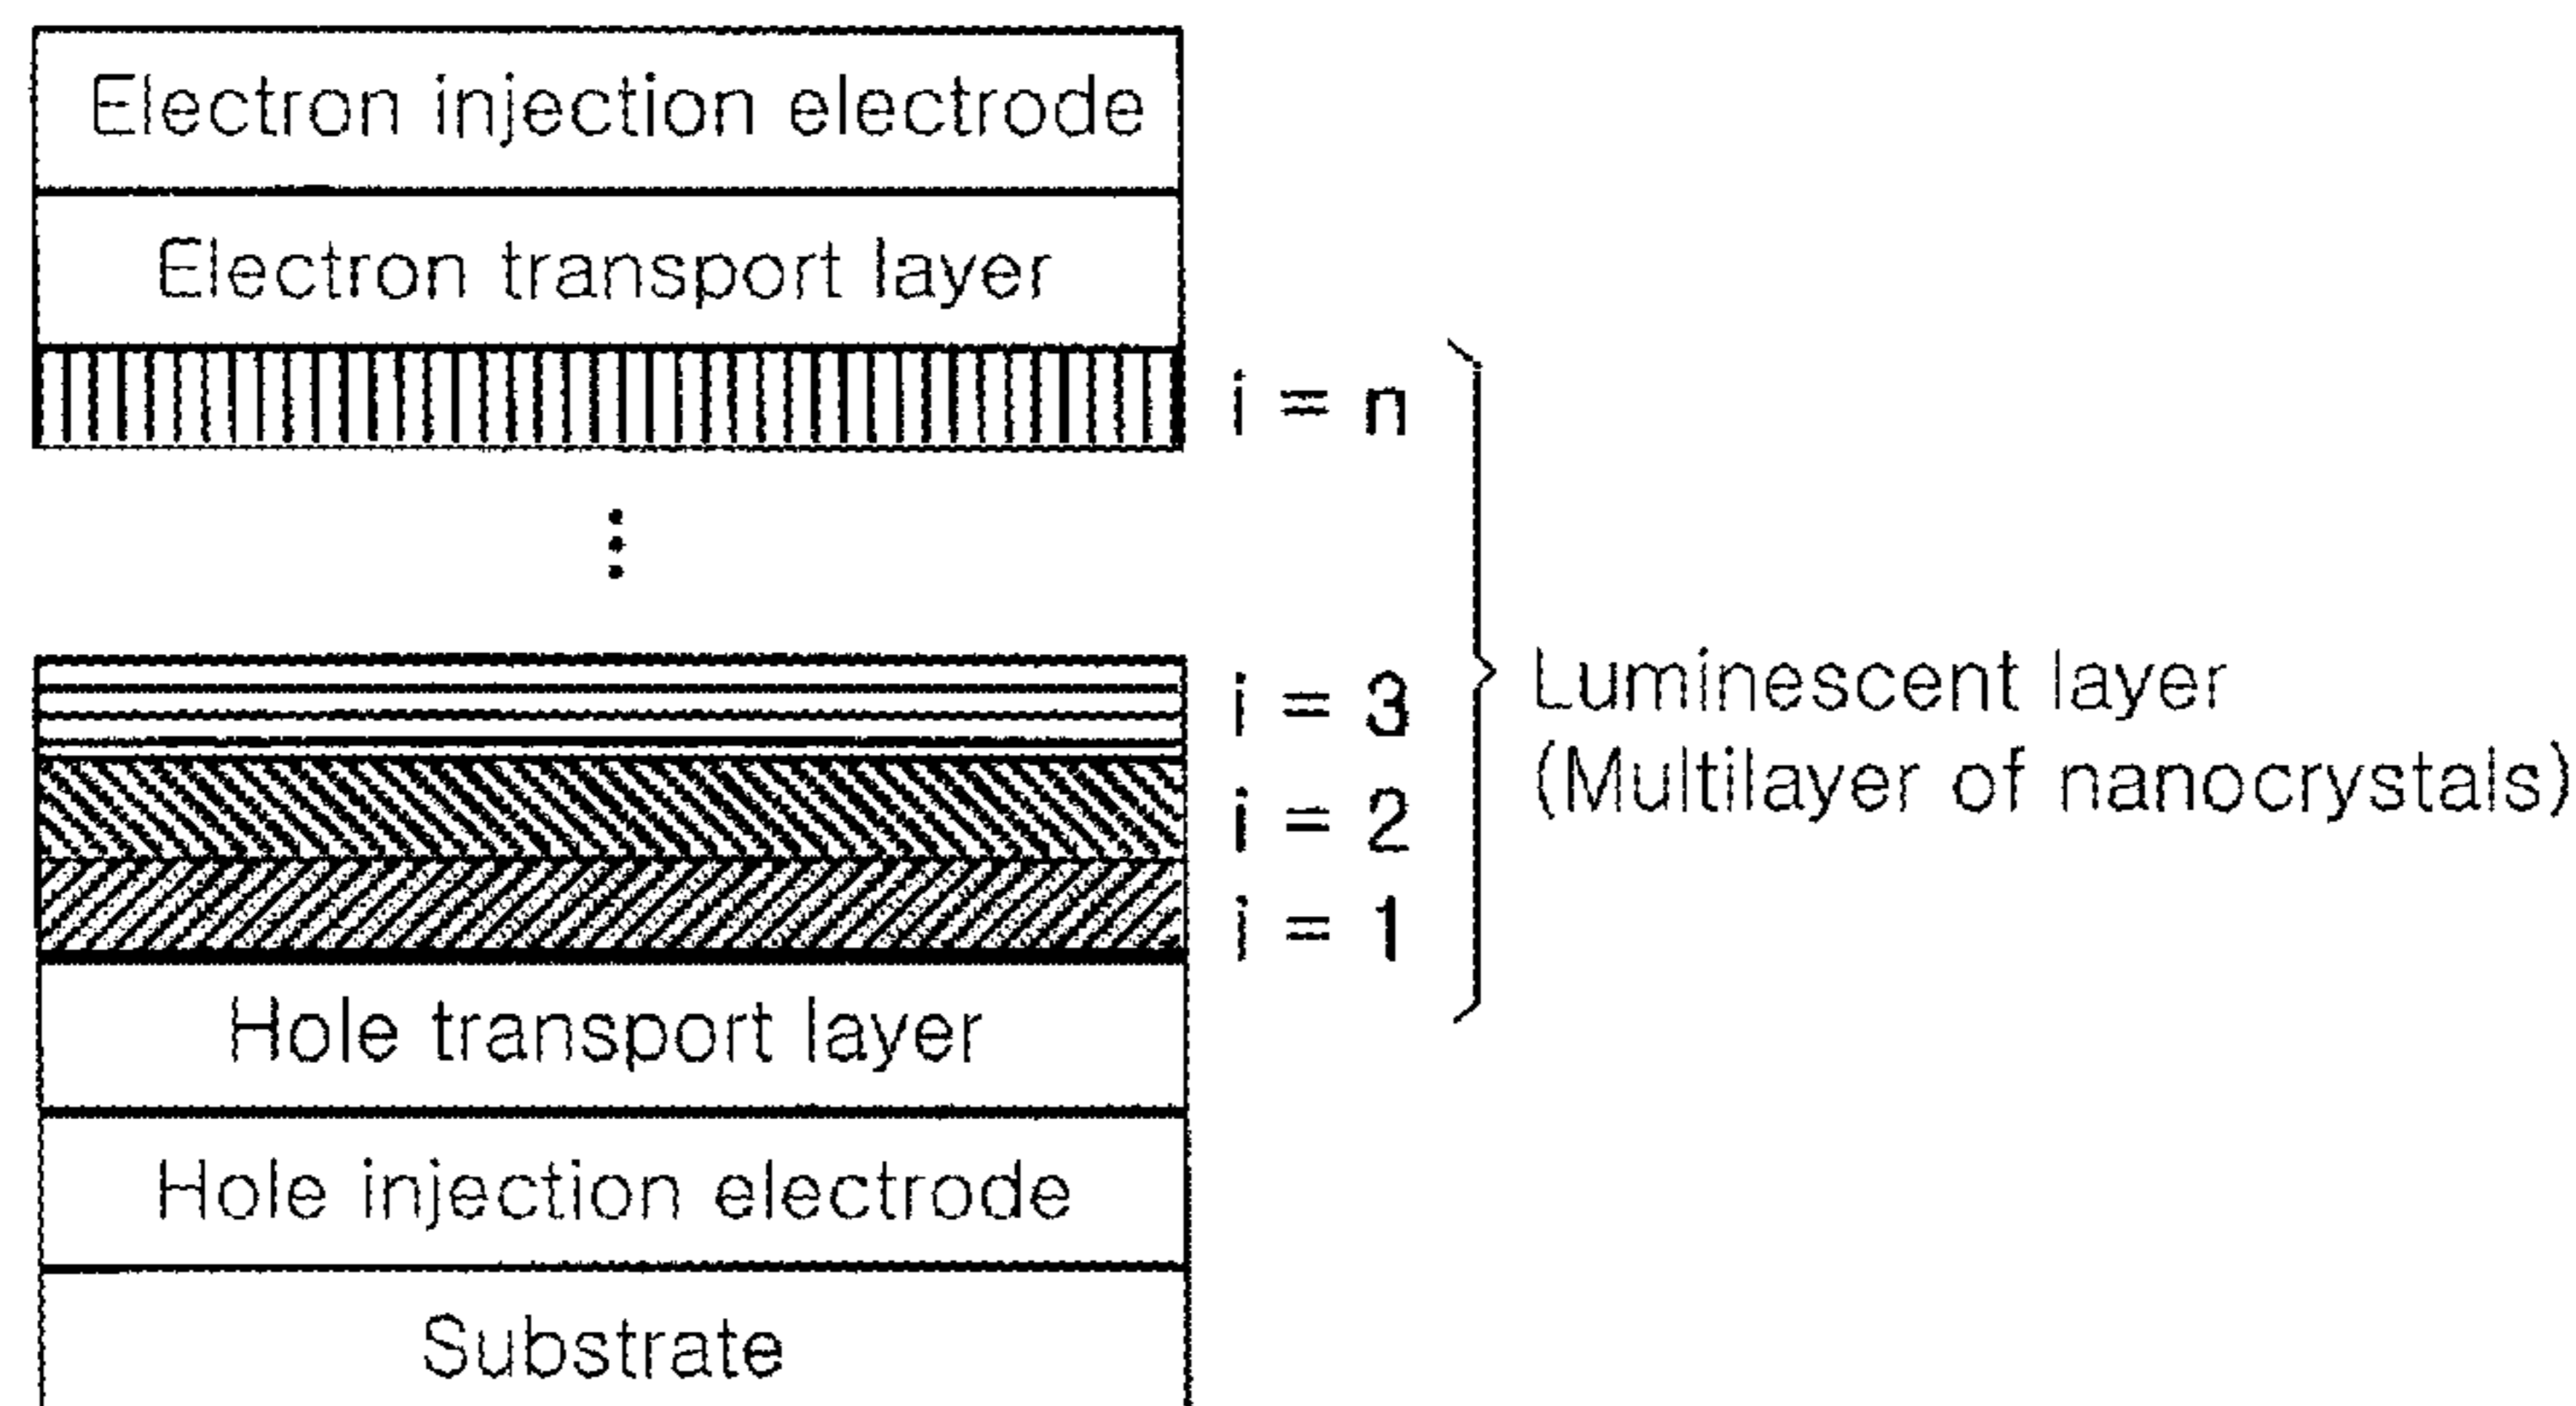 Electron injection electrode
Electron transport layer
i = n
⋮
i = 3
Luminescent layer
(Multilayer of nanocrystals)
i = 2
i = 1
Hole transport layer
Hole injection electrode
Substrate